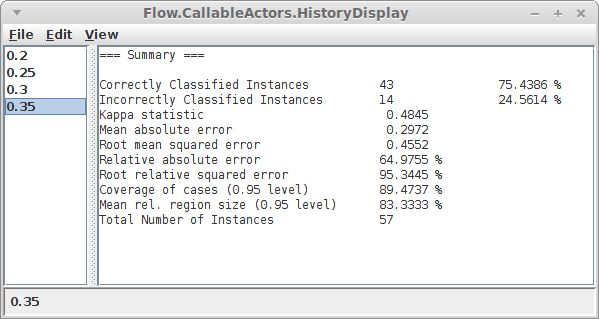 Flow.CallableActors.HistoryDisplay
File Edit View
0.2
0.25
0.3
0.35
=== Summary ===
Correctly Classified Instances 43 75.4386 %
Incorrectly Classified Instances 14 24.5614 %
Kappa statistic 0.4845
Mean absolute error 0.2972
Root mean squared error 0.4552
Relative absolute error 64.9755 %
Root relative squared error 95.3445 %
Coverage of cases (0.95 level) 89.4737 %
Mean rel. region size (0.95 level) 83.3333 %
Total Number of Instances 57
0.35